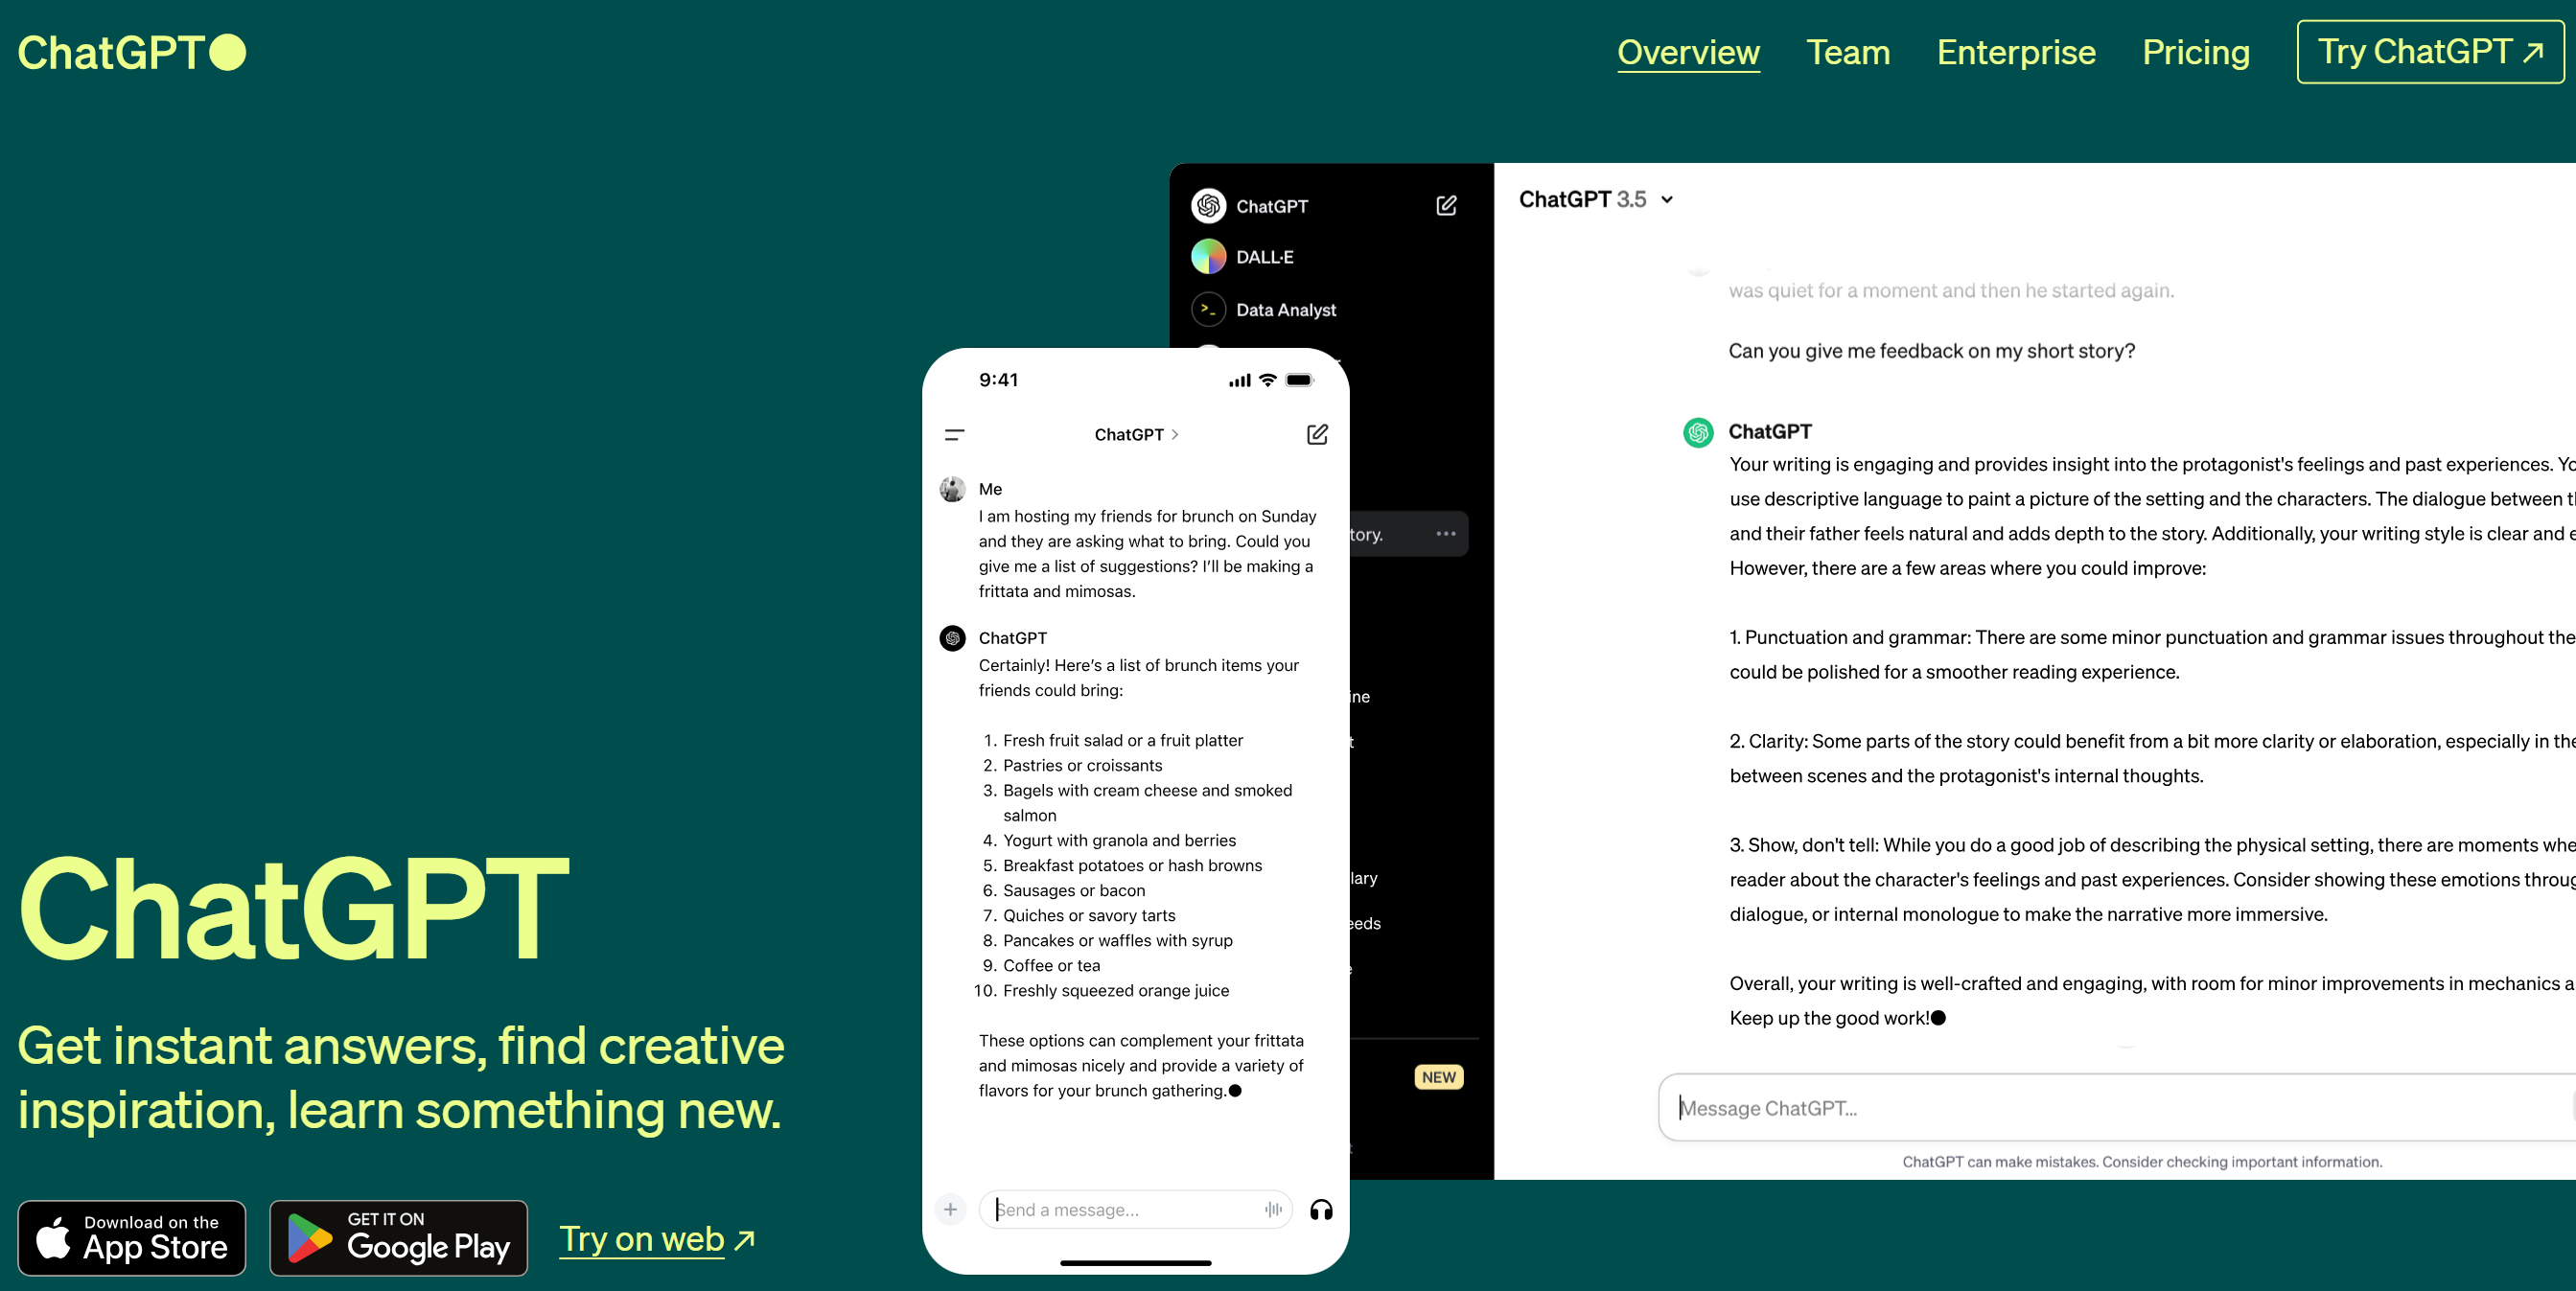 ChatGPT
Overview
Team
Enterprise
Pricing
Try ChatGPT ↗
ChatGPT
Get instant answers, find creative
inspiration, learn something new.
Download on the
App Store
GET IT ON
Google Play
Try on web ↗
9:41
ChatGPT >
Me
I am hosting my friends for brunch on Sunday
and they are asking what to bring. Could you
give me a list of suggestions? I’ll be making a
frittata and mimosas.
ChatGPT
Certainly! Here’s a list of brunch items your
friends could bring:
1. Fresh fruit salad or a fruit platter
2. Pastries or croissants
3. Bagels with cream cheese and smoked
salmon
4. Yogurt with granola and berries
5. Breakfast potatoes or hash browns
6. Sausages or bacon
7. Quiches or savory tarts
8. Pancakes or waffles with syrup
9. Coffee or tea
10. Freshly squeezed orange juice
These options can complement your frittata
and mimosas nicely and provide a variety of
flavors for your brunch gathering.
Send a message...
ChatGPT
DALL·E
Data Analyst
tory.
ine
lary
eeds
NEW
ChatGPT 3.5
was quiet for a moment and then he started again.
Can you give me feedback on my short story?
ChatGPT
Your writing is engaging and provides insight into the protagonist's feelings and past experiences. Yo
use descriptive language to paint a picture of the setting and the characters. The dialogue between t
and their father feels natural and adds depth to the story. Additionally, your writing style is clear and e
However, there are a few areas where you could improve:
1. Punctuation and grammar: There are some minor punctuation and grammar issues throughout the
could be polished for a smoother reading experience.
2. Clarity: Some parts of the story could benefit from a bit more clarity or elaboration, especially in the
between scenes and the protagonist's internal thoughts.
3. Show, don't tell: While you do a good job of describing the physical setting, there are moments whe
reader about the character's feelings and past experiences. Consider showing these emotions throug
dialogue, or internal monologue to make the narrative more immersive.
Overall, your writing is well-crafted and engaging, with room for minor improvements in mechanics a
Keep up the good work!
Message ChatGPT...
ChatGPT can make mistakes. Consider checking important information.